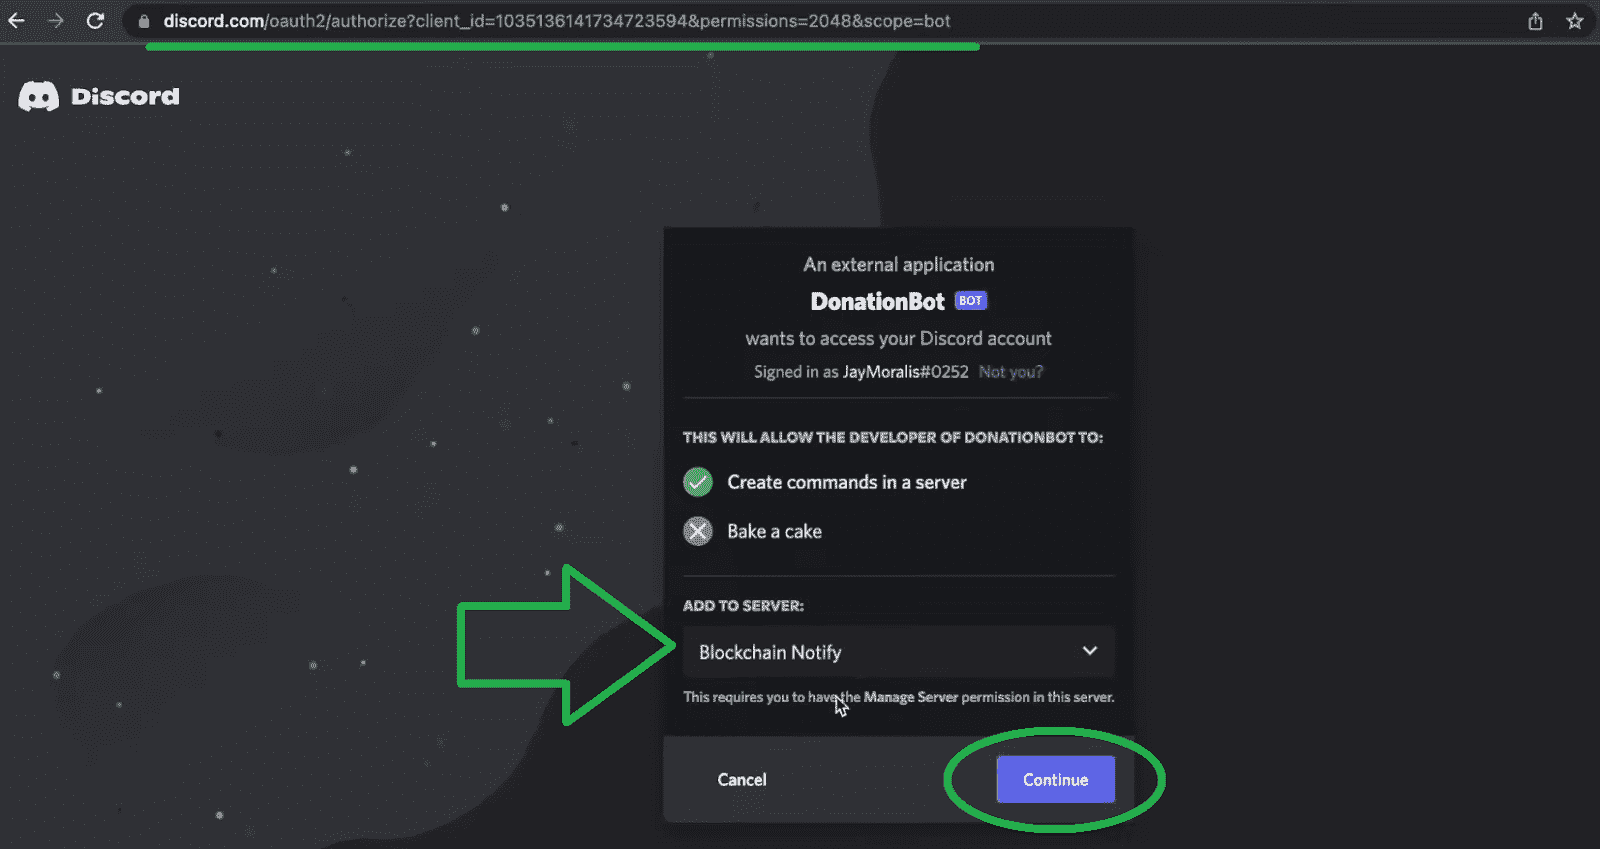 discord.com/oauth2/authorize?client_id=1035136141734723594&permissions=2048&scope=bot
Discord
An external application
DonationBot BOT
wants to access your Discord account
Signed in as JayMoralis#0252 Not you?
THIS WILL ALLOW THE DEVELOPER OF DONATIONBOT TO:
Create commands in a server
Bake a cake
ADD TO SERVER:
Blockchain Notify
This requires you to have the Manage Server permission in this server.
Cancel
Continue